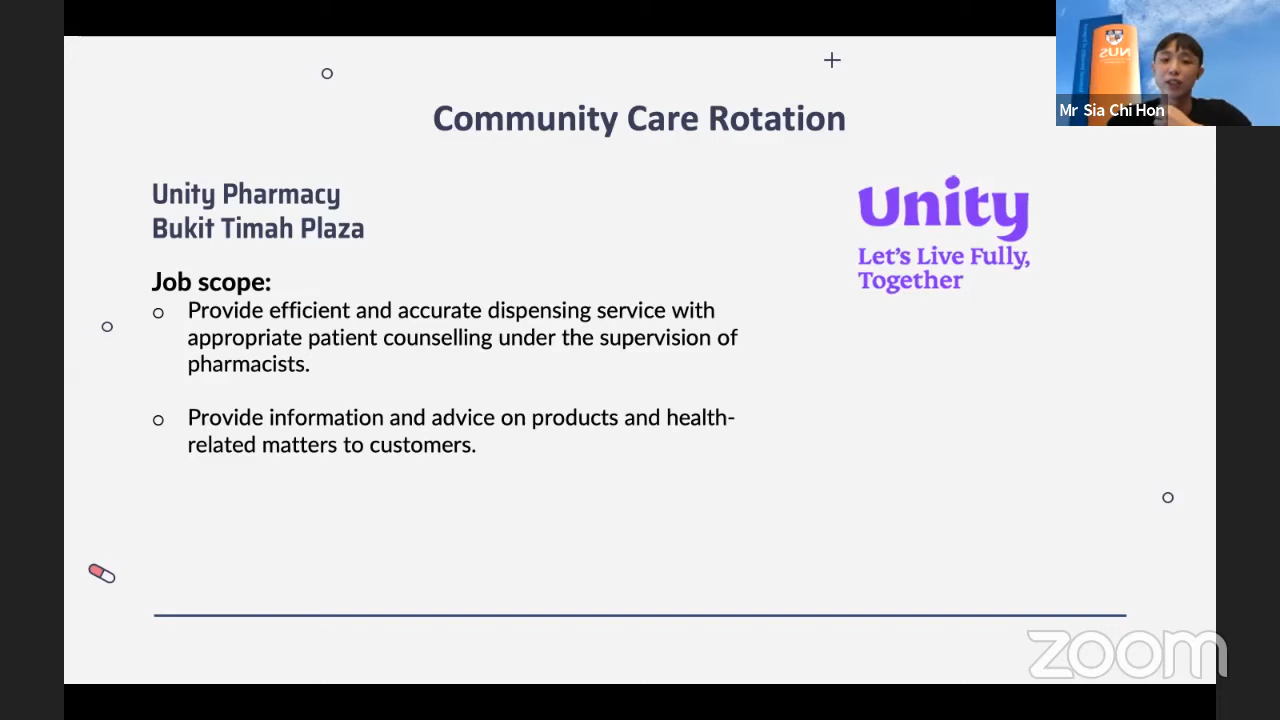 Community Care Rotation
Unity Pharmacy
Bukit Timah Plaza
Unity
Let's Live Fully,
Together
Job scope:
Provide efficient and accurate dispensing service with
appropriate patient counselling under the supervision of
pharmacists.
Provide information and advice on products and health-
related matters to customers.
NUS
Mr Sia Chi Hon
zoom